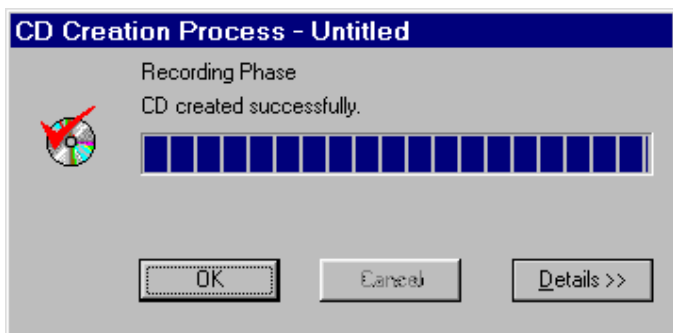 CD Creation Process - Untitled
Recording Phase
CD created successfully.
OK
Cancel
Details >>